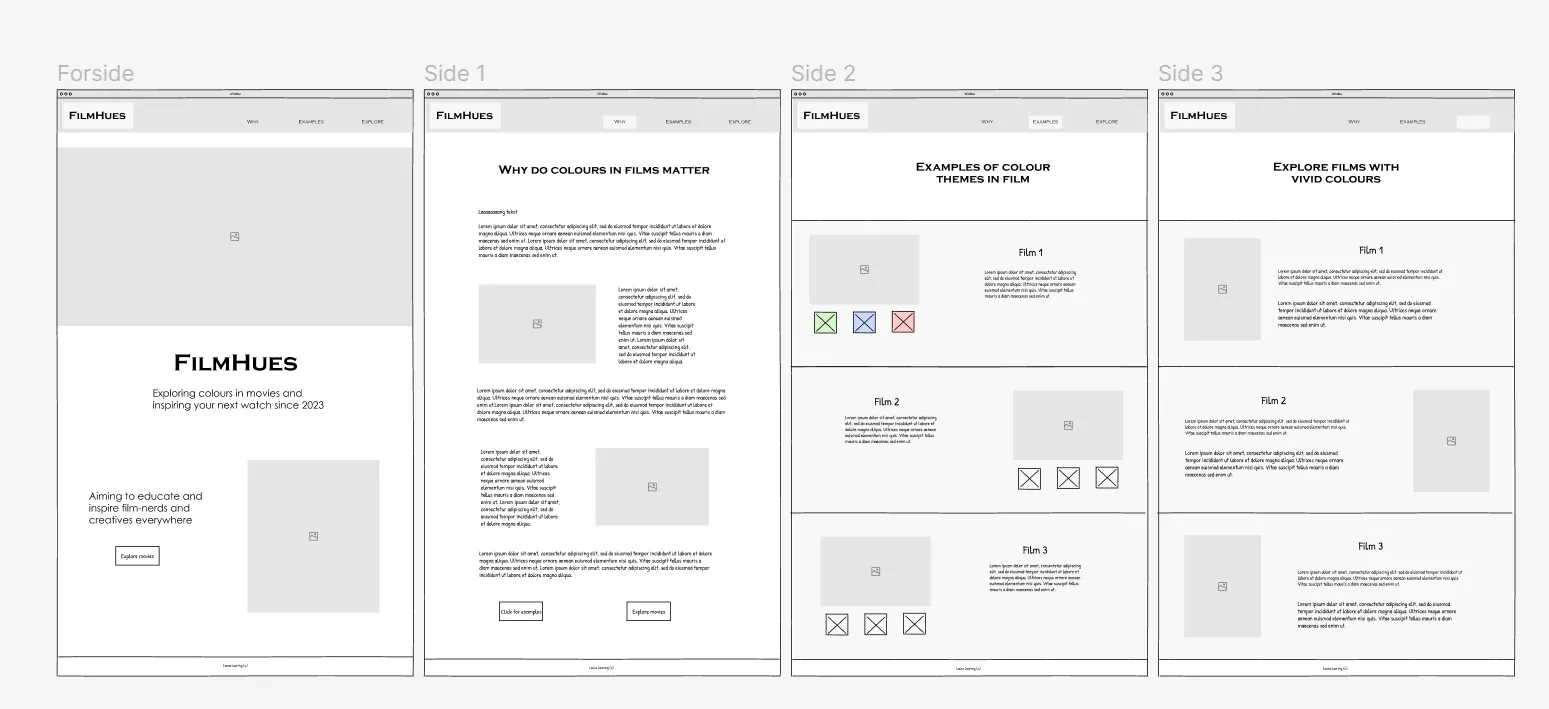 Forside
Window
FILMHUES
WHY
EXAMPLES
EXPLORE
FILMHUES
Exploring colours in movies and
inspiring your next watch since 2023
Aiming to educate and
inspire film-nerds and
creatives everywhere
Explore movies
Side 1
Window
FILMHUES
WHY
EXAMPLES
EXPLORE
WHY DO COLOURS IN FILMS MATTER
tekst
Lorem ipsum dolor sit amet, consectetur adipiscing elit, sed do eiusmod tempor incididunt ut labore et dolore
magna aliqua. Ultrices neque ornare aenean euismod elementum nisi quis. Vitae suscipit tellus mauris a diam
maecenas sed enim ut. Lorem ipsum dolor sit amet, consectetur adipiscing elit, sed do eiusmod tempor incididunt ut
labore et dolore magna aliqua. Ultrices neque ornare aenean euismod elementum nisi quis. Vitae suscipit tellus
mauris a diam maecenas sed enim ut.
Lorem ipsum dolor sit amet,
consectetur adipiscing elit, sed do
eiusmod tempor incididunt ut labore
et dolore magna aliqua. Ultrices
neque ornare aenean euismod
elementum nisi quis. Vitae suscipit
tellus mauris a diam maecenas sed
enim ut. Lorem ipsum dolor sit
amet, consectetur adipiscing elit,
sed do eiusmod tempor incididunt ut
labore et dolore magna aliqua.
Lorem ipsum dolor sit amet, consectetur adipiscing elit, sed do eiusmod tempor incididunt ut labore et dolore magna
aliqua. Ultrices neque ornare aenean euismod elementum nisi quis. Vitae suscipit tellus mauris a diam maecenas sed
enim ut.Lorem ipsum dolor sit amet, consectetur adipiscing elit, sed do eiusmod tempor incididunt ut labore et
dolore magna aliqua. Ultrices neque ornare aenean euismod elementum nisi quis. Vitae suscipit tellus mauris a diam
maecenas sed enim ut.
Lorem ipsum dolor sit amet,
consectetur adipiscing elit, sed do
eiusmod tempor incididunt ut labore
et dolore magna aliqua. Ultrices
neque ornare aenean euismod
elementum nisi quis. Vitae suscipit
tellus mauris a diam maecenas sed
enim ut. Lorem ipsum dolor sit amet,
consectetur adipiscing elit, sed do
eiusmod tempor incididunt ut labore
et dolore magna aliqua.
Lorem ipsum dolor sit amet, consectetur adipiscing elit, sed do eiusmod tempor incididunt ut labore et dolore
magna aliqua. Ultrices neque ornare aenean euismod elementum nisi quis. Vitae suscipit tellus mauris a
diam maecenas sed enim ut. Lorem ipsum dolor sit amet, consectetur adipiscing elit, sed do eiusmod tempor
incididunt ut labore et dolore magna aliqua.
Click for examples
Explore movies
Side 2
Window
FILMHUES
WHY
EXAMPLES
EXPLORE
EXAMPLES OF COLOUR
THEMES IN FILM
Film 1
Lorem ipsum dolor sit amet, consectetur adipiscing
elit, sed do eiusmod tempor incididunt ut labore et
dolore magna aliqua. Ultrices neque ornare aenean
euismod elementum nisi quis. Vitae suscipit tellus
mauris a diam maecenas sed enim ut.
Film 2
Lorem ipsum dolor sit amet, consectetur adipiscing
elit, sed do eiusmod tempor incididunt ut labore et
dolore magna aliqua. Ultrices neque ornare aenean
euismod elementum nisi quis. Vitae suscipit tellus
mauris a diam maecenas sed enim ut.
Film 3
Lorem ipsum dolor sit amet, consectetur adipiscing
elit, sed do eiusmod tempor incididunt ut labore et
dolore magna aliqua. Ultrices neque ornare aenean
euismod elementum nisi quis. Vitae suscipit tellus
mauris a diam maecenas sed enim ut.
Side 3
Window
FILMHUES
WHY
EXAMPLES
EXPLORE FILMS WITH
VIVID COLOURS
Film 1
Lorem ipsum dolor sit amet, consectetur adipiscing elit, sed do eiusmod tempor incididunt ut
labore et dolore magna aliqua. Ultrices neque ornare aenean euismod elementum nisi quis.
Vitae suscipit tellus mauris a diam maecenas sed enim ut.
Lorem ipsum dolor sit amet, consectetur adipiscing elit, sed do eiusmod
tempor incididunt ut labore et dolore magna aliqua. Ultrices neque ornare
aenean euismod elementum nisi quis. Vitae suscipit tellus mauris a diam
maecenas sed enim ut.
Film 2
Lorem ipsum dolor sit amet, consectetur adipiscing elit, sed do eiusmod tempor incididunt ut
labore et dolore magna aliqua. Ultrices neque ornare aenean euismod elementum nisi quis.
Vitae suscipit tellus mauris a diam maecenas sed enim ut.
Lorem ipsum dolor sit amet, consectetur adipiscing elit, sed do eiusmod
tempor incididunt ut labore et dolore magna aliqua. Ultrices neque ornare
aenean euismod elementum nisi quis. Vitae suscipit tellus mauris a diam
maecenas sed enim ut.
Film 3
Lorem ipsum dolor sit amet, consectetur adipiscing elit, sed do eiusmod tempor incididunt ut
labore et dolore magna aliqua. Ultrices neque ornare aenean euismod elementum nisi quis.
Vitae suscipit tellus mauris a diam maecenas sed enim ut.
Lorem ipsum dolor sit amet, consectetur adipiscing elit, sed do eiusmod
tempor incididunt ut labore et dolore magna aliqua. Ultrices neque ornare
aenean euismod elementum nisi quis. Vitae suscipit tellus mauris a diam
maecenas sed enim ut.